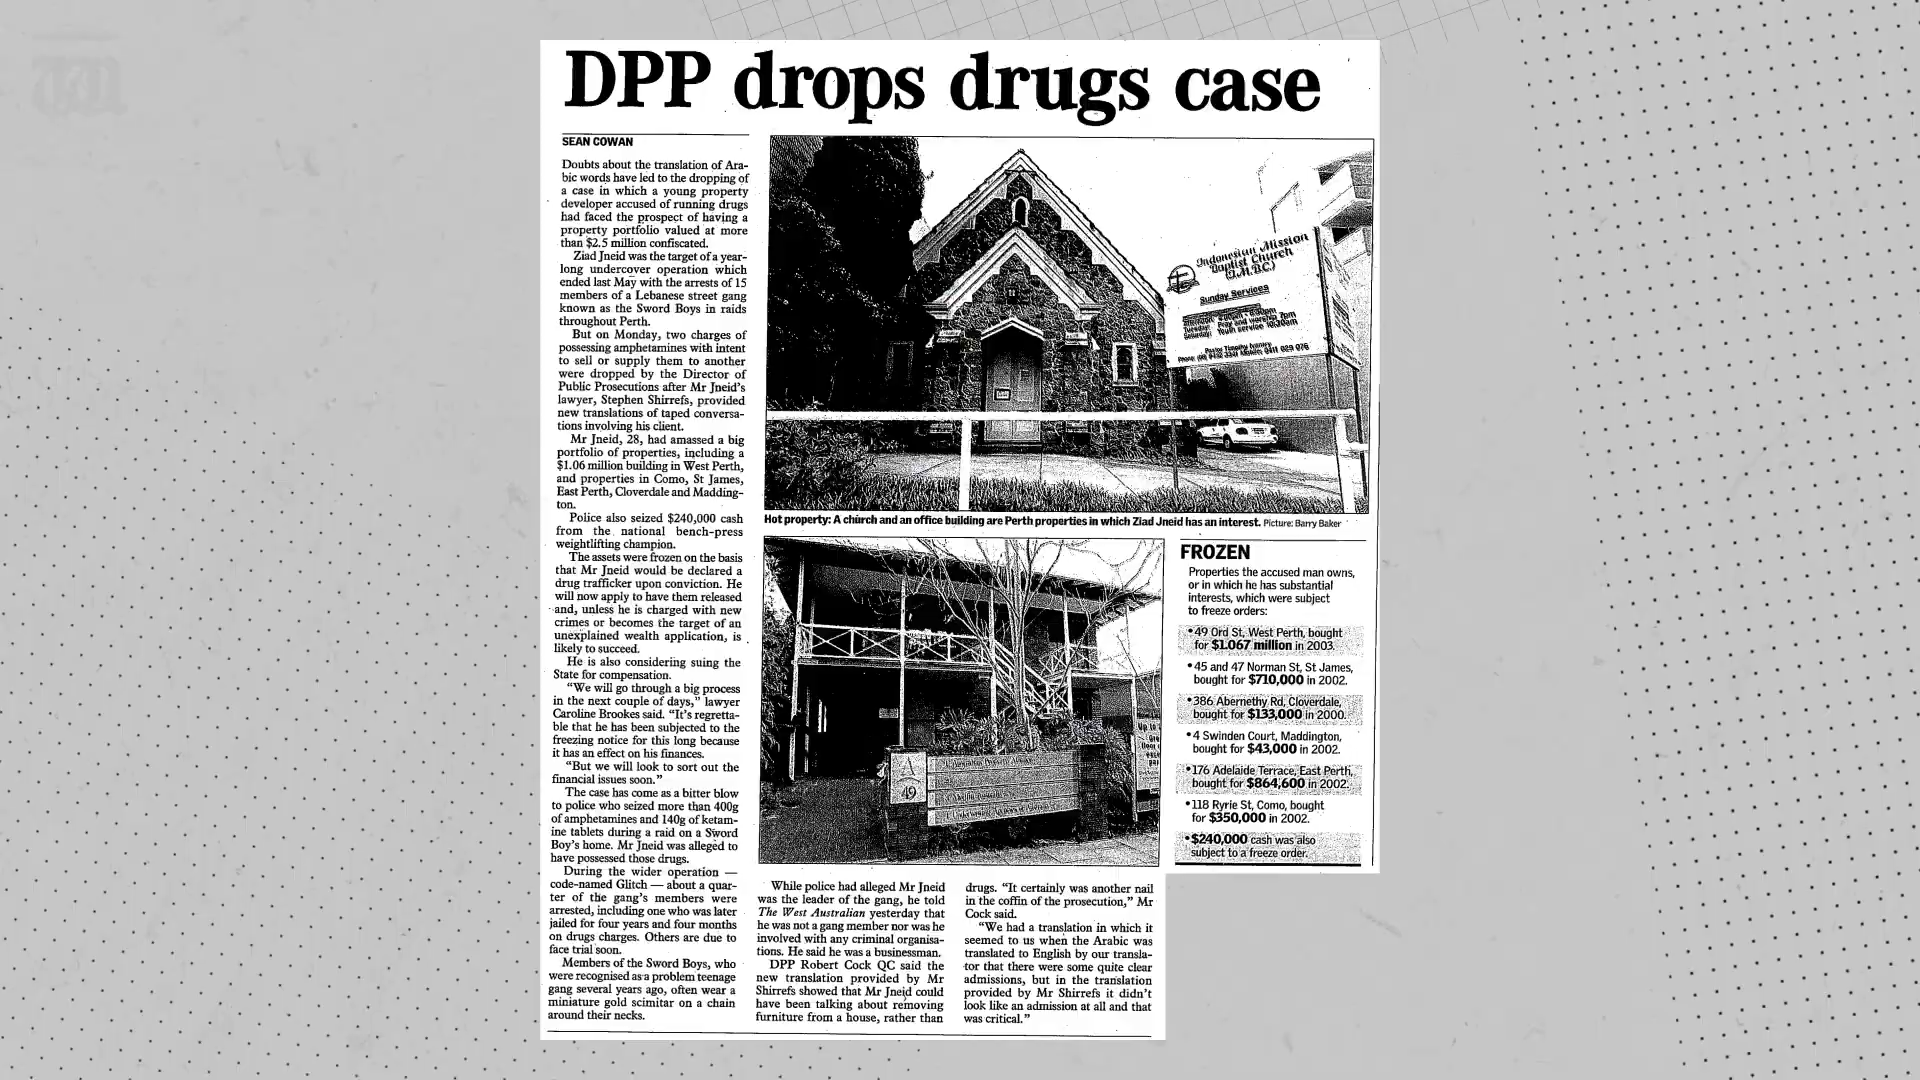 DPP drops drugs case
SEAN COWAN
Doubts about the translation of Ara-
bic words have led to the dropping of
a case in which a young property
developer accused of running drugs
had faced the prospect of having a
property portfolio valued at more
than $2.5 million confiscated.
Ziad Jneid was the target of a year-
long undercover operation which
ended last May with the arrests of 15
members of a Lebanese street gang
known as the Sword Boys in raids
throughout Perth.
But on Monday, two charges of
possessing amphetamines with intent
to sell or supply them to another
were dropped by the Director of
Public Prosecutions after Mr Jneid's
lawyer, Stephen Shirrefs, provided
new translations of taped conversa-
tions involving his client.
Mr Jneid, 28, had amassed a big
portfolio of properties, including a
$1.06 million building in West Perth,
and properties in Como, St James,
East Perth, Cloverdale and Madding-
ton.
Police also seized $240,000 cash
from the national bench-press
weightlifting champion.
The assets were frozen on the basis
that Mr Jneid would be declared a
drug trafficker upon conviction. He
will now apply to have them released
and, unless he is charged with new
crimes or becomes the target of an
unexplained wealth application, is
likely to succeed.
He is also considering suing the
State for compensation.
"We will go through a big process
in the next couple of days," lawyer
Caroline Brookes said. "It's regretta-
ble that he has been subjected to the
freezing notice for this long because
it has an effect on his finances.
"But we will look to sort out the
financial issues soon."
The case has come as a bitter blow
to police who seized more than 400g
of amphetamines and 140g of ketam-
ine tablets during a raid on a Sword
Boy's home. Mr Jneid was alleged to
have possessed those drugs.
During the wider operation —
code-named Glitch — about a quar-
ter of the gang's members were
arrested, including one who was later
jailed for four years and four months
on drugs charges. Others are due to
face trial soon.
Members of the Sword Boys, who
were recognised as a problem teenage
gang several years ago, often wear a
miniature gold scimitar on a chain
around their necks.
Indonesian Mission
Baptist Church
(I.M.B.C.)
Sunday Services
Hot property: A church and an office building are Perth properties in which Ziad Jneid has an interest. Picture: Barry Baker
A
49
While police had alleged Mr Jneid
was the leader of the gang, he told
The West Australian yesterday that
he was not a gang member nor was he
involved with any criminal organisa-
tions. He said he was a businessman.
DPP Robert Cock QC said the
new translation provided by Mr
Shirrefs showed that Mr Jneid could
have been talking about removing
furniture from a house, rather than
drugs. "It certainly was another nail
in the coffin of the prosecution," Mr
Cock said.
"We had a translation in which it
seemed to us when the Arabic was
translated to English by our transla-
tor that there were some quite clear
admissions, but in the translation
provided by Mr Shirrefs it didn't
look like an admission at all and that
was critical."
FROZEN
Properties the accused man owns,
or in which he has substantial
interests, which were subject
to freeze orders:
• 49 Ord St, West Perth, bought
for $1.067 million in 2003.
• 45 and 47 Norman St, St James,
bought for $710,000 in 2002.
• 386 Abernethy Rd, Cloverdale,
bought for $133,000 in 2000.
• 4 Swinden Court, Maddington,
bought for $43,000 in 2002.
• 176 Adelaide Terrace, East Perth,
bought for $864,600 in 2002.
• 118 Ryrie St, Como, bought
for $350,000 in 2002.
• $240,000 cash was also
subject to a freeze order.